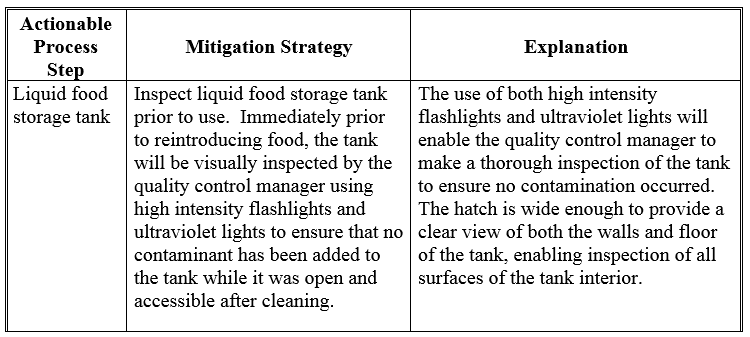 Actionable
Process
Step
Mitigation Strategy
Explanation
Liquid food
storage tank
Inspect liquid food storage tank
prior to use.  Immediately prior
to reintroducing food, the tank
will be visually inspected by the
quality control manager using
high intensity flashlights and
ultraviolet lights to ensure that no
contaminant has been added to
the tank while it was open and
accessible after cleaning.
The use of both high intensity
flashlights and ultraviolet lights will
enable the quality control manager to
make a thorough inspection of the tank
to ensure no contamination occurred.
The hatch is wide enough to provide a
clear view of both the walls and floor
of the tank, enabling inspection of all
surfaces of the tank interior.